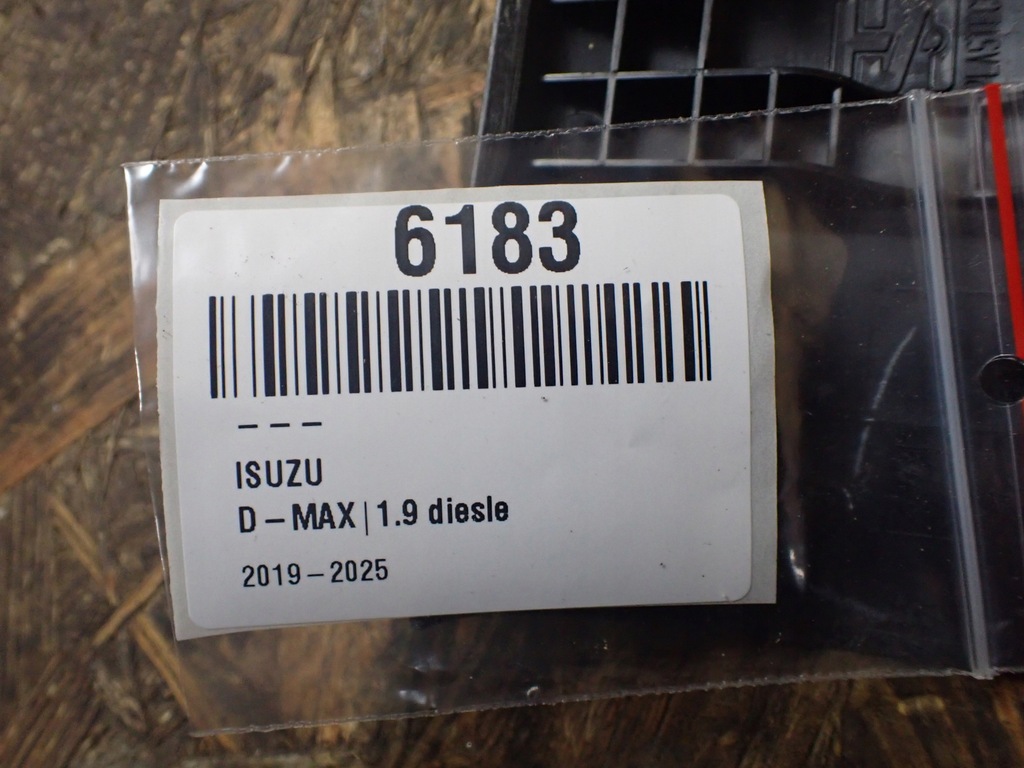 6183
– – –
ISUZU
D – MAX | 1.9 diesle
2019 – 2025